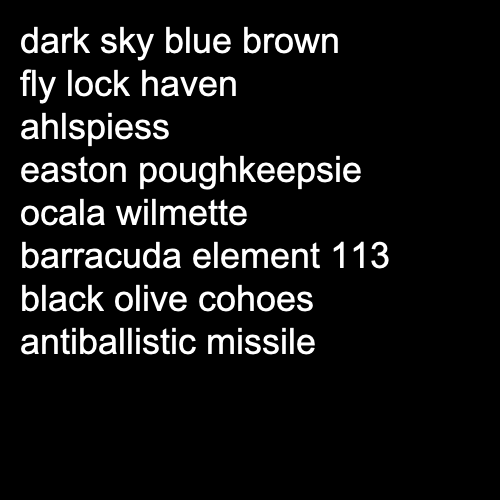 dark sky blue brown
fly lock haven
ahlspiess
easton poughkeepsie
ocala wilmette
barracuda element 113
black olive cohoes
antiballistic missile